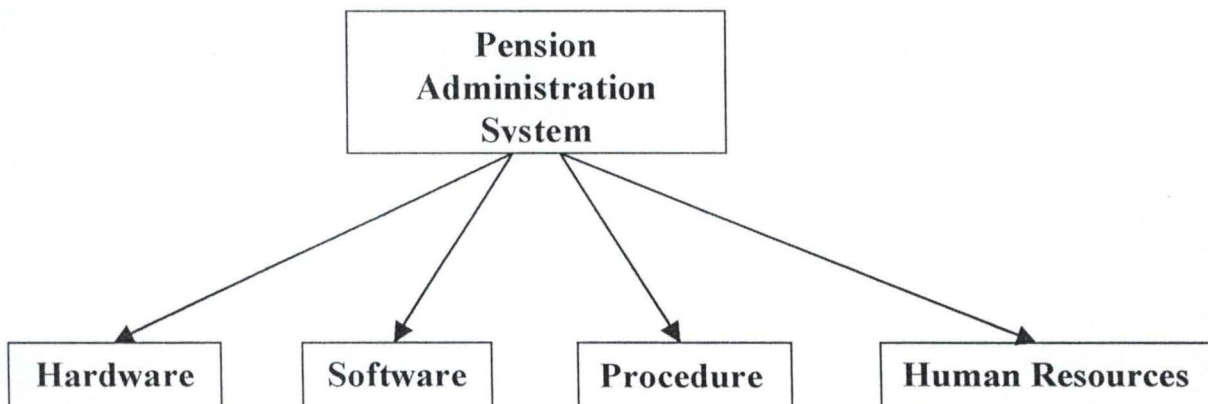 Pension
Administration
System
Hardware
Software
Procedure
Human Resources